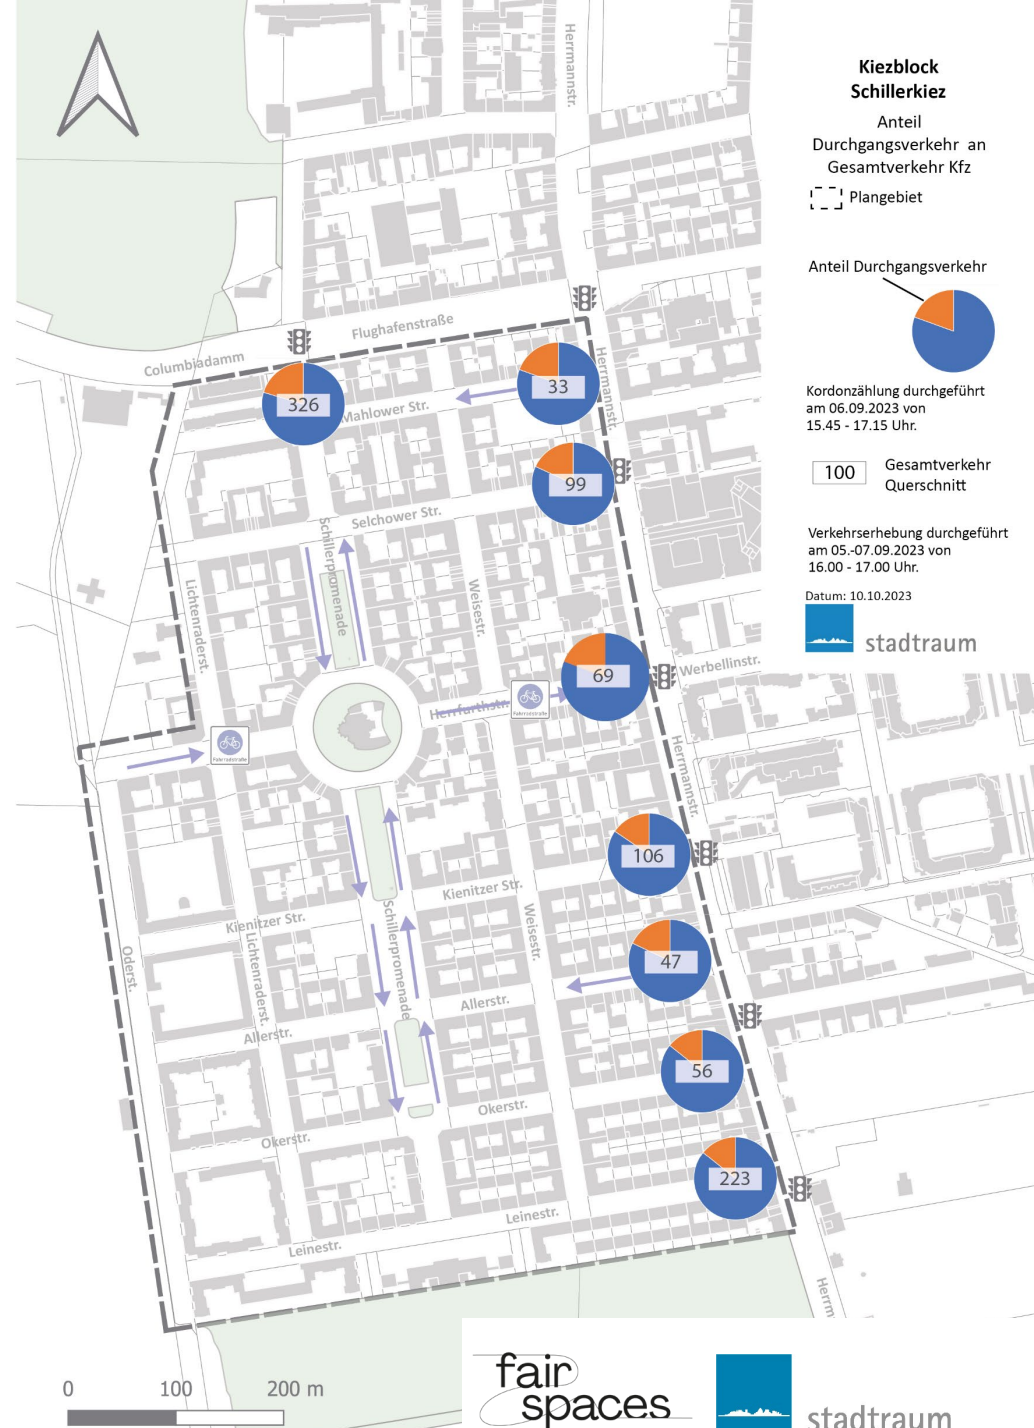 Kiezblock
Schillerkiez
Anteil
Durchgangsverkehr an
Gesamtverkehr Kfz
Plangebiet
Anteil Durchgangsverkehr
Kordonzählung durchgeführt
am 06.09.2023 von
15.45 - 17.15 Uhr.
100
Gesamtverkehr
Querschnitt
Verkehrserhebung durchgeführt
am 05.-07.09.2023 von
16.00 - 17.00 Uhr.
Datum: 10.10.2023
stadtraum
Herrmannstr.
Flughafenstraße
Columbiadamm
326
33
Mahlower Str.
Herrmannstr.
99
Selchower Str.
Schillerpromenade
Lichtenraderst.
Weisestr.
69
Werbellinstr.
Herrfurthstr.
Fahrradstraße
Fahrradstraße
Herrmannstr.
106
Kienitzer Str.
Kienitzer Str.
Schillerpromenade
Weisestr.
Lichtenraderst.
Oderst.
47
Allerstr.
Allerstr.
56
Okerstr.
Okerstr.
223
Leinestr.
Leinestr.
Herrm
0 100 200 m
fair
spaces
stadtraum